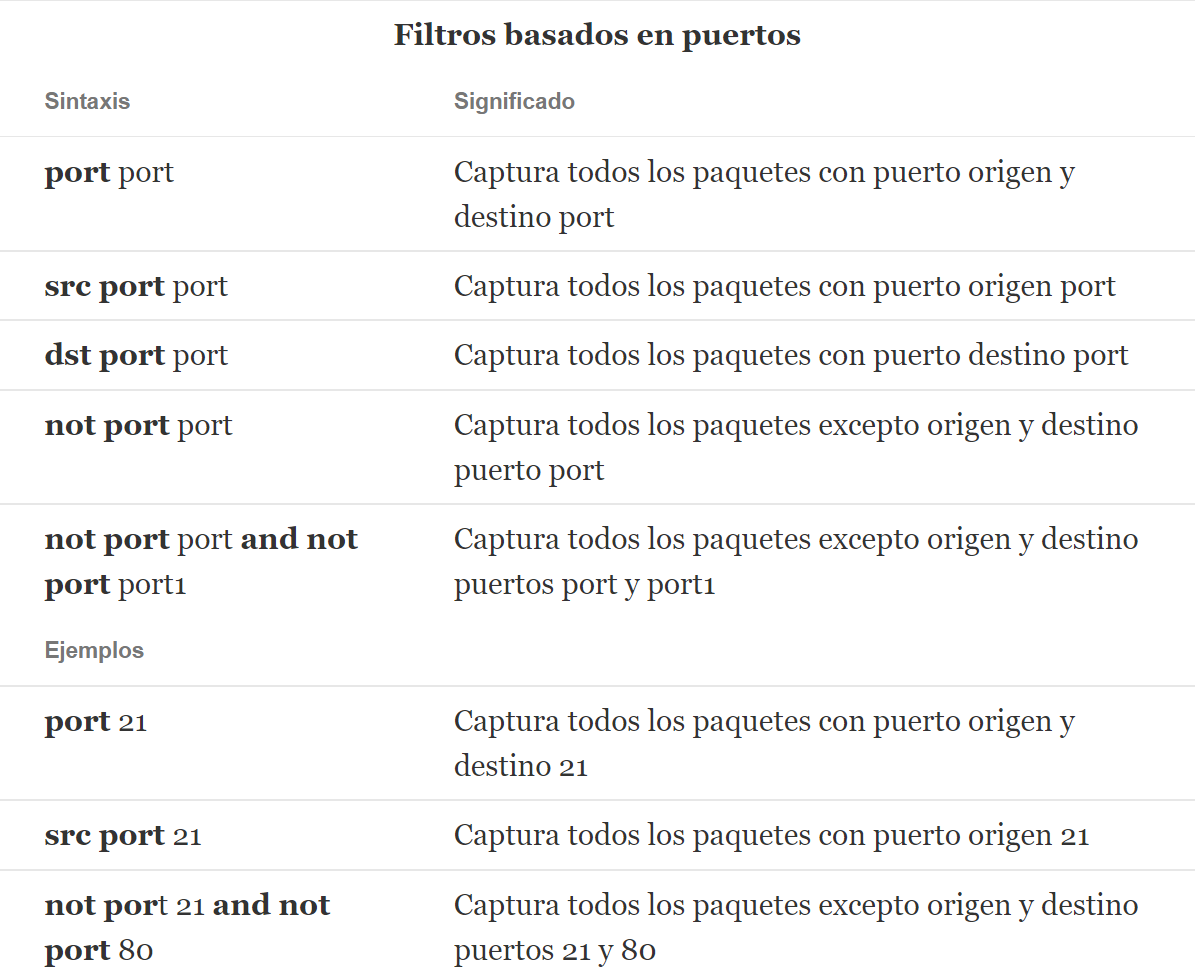 Filtros basados en puertos
Sintaxis Significado
port port Captura todos los paquetes con puerto origen y
destino port
src port port Captura todos los paquetes con puerto origen port
dst port port Captura todos los paquetes con puerto destino port
not port port Captura todos los paquetes excepto origen y destino
puerto port
not port port and not Captura todos los paquetes excepto origen y destino
port port1 puertos port y port1
Ejemplos
port 21 Captura todos los paquetes con puerto origen y
destino 21
src port 21 Captura todos los paquetes con puerto origen 21
not port 21 and not Captura todos los paquetes excepto origen y destino
port 80 puertos 21 y 80